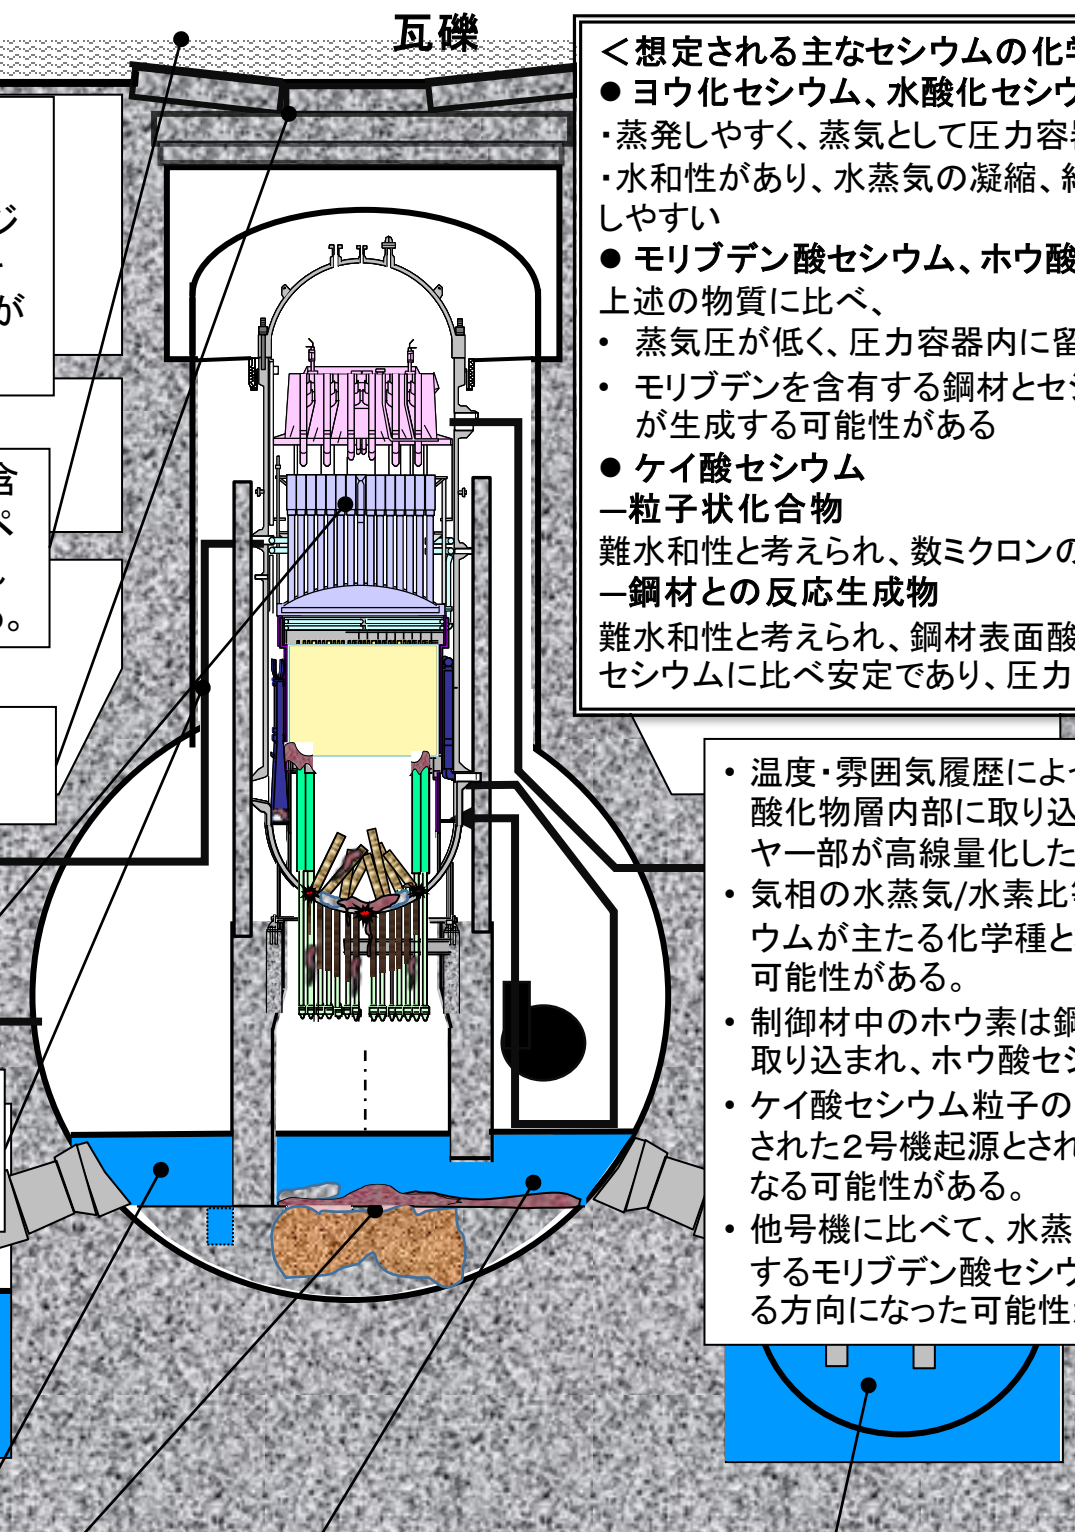 瓦礫
ジ
が
含
ペ
。
＜想定される主なセシウムの化学
● ヨウ化セシウム、水酸化セシウ
・蒸発しやすく、蒸気として圧力容
・水和性があり、水蒸気の凝縮、
しやすい
● モリブデン酸セシウム、ホウ酸
上述の物質に比べ、
• 蒸気圧が低く、圧力容器内に留
• モリブデンを含有する鋼材とセシ
が生成する可能性がある
● ケイ酸セシウム
―粒子状化合物
難水和性と考えられ、数ミクロンの
―鋼材との反応生成物
難水和性と考えられ、鋼材表面酸
セシウムに比べ安定であり、圧力
• 温度・雰囲気履歴によっ
酸化物層内部に取り込
ヤ一部が高線量化した
• 気相の水蒸気/水素比
ウムが主たる化学種と
可能性がある。
• 制御材中のホウ素は鋼
取り込まれ、ホウ酸セシ
• ケイ酸セシウム粒子の
された２号機起源とされ
なる可能性がある。
• 他号機に比べて、水蒸
するモリブデン酸セシウ
る方向になった可能性